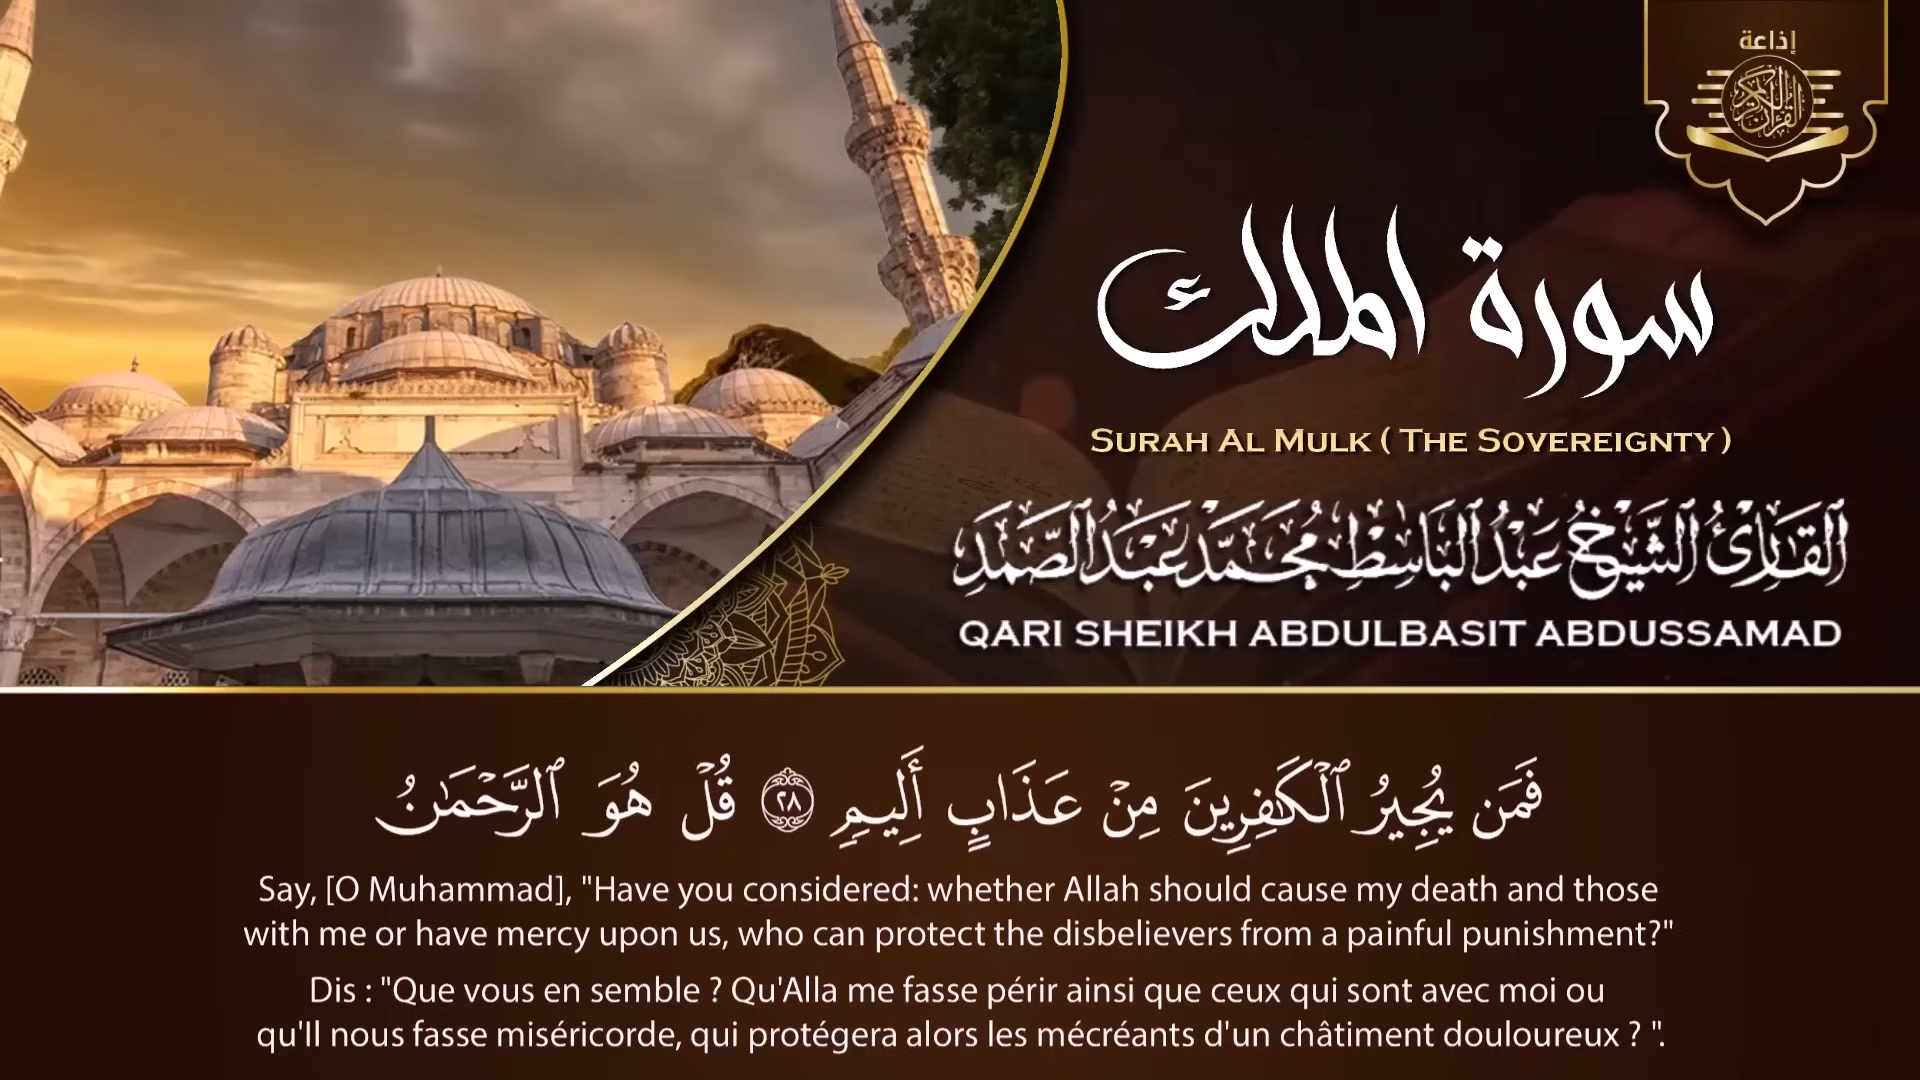 إذاعة
القرآن الكريم
سورة الملك
SURAH AL MULK ( THE SOVEREIGNTY )
القارئ الشيخ عبد الباسط محمد عبد الصمد
QARI SHEIKH ABDULBASIT ABDUSSAMAD
فَمَن يُجِيرُ ٱلْكَٰفِرِينَ مِنْ عَذَابٍ أَلِيمٍ ٢٨ قُلْ هُوَ ٱلرَّحْمَٰنُ
Say, [O Muhammad], "Have you considered: whether Allah should cause my death and those
with me or have mercy upon us, who can protect the disbelievers from a painful punishment?"
Dis : "Que vous en semble ? Qu'Alla me fasse périr ainsi que ceux qui sont avec moi ou
qu'Il nous fasse miséricorde, qui protégera alors les mécréants d'un châtiment douloureux ? ".